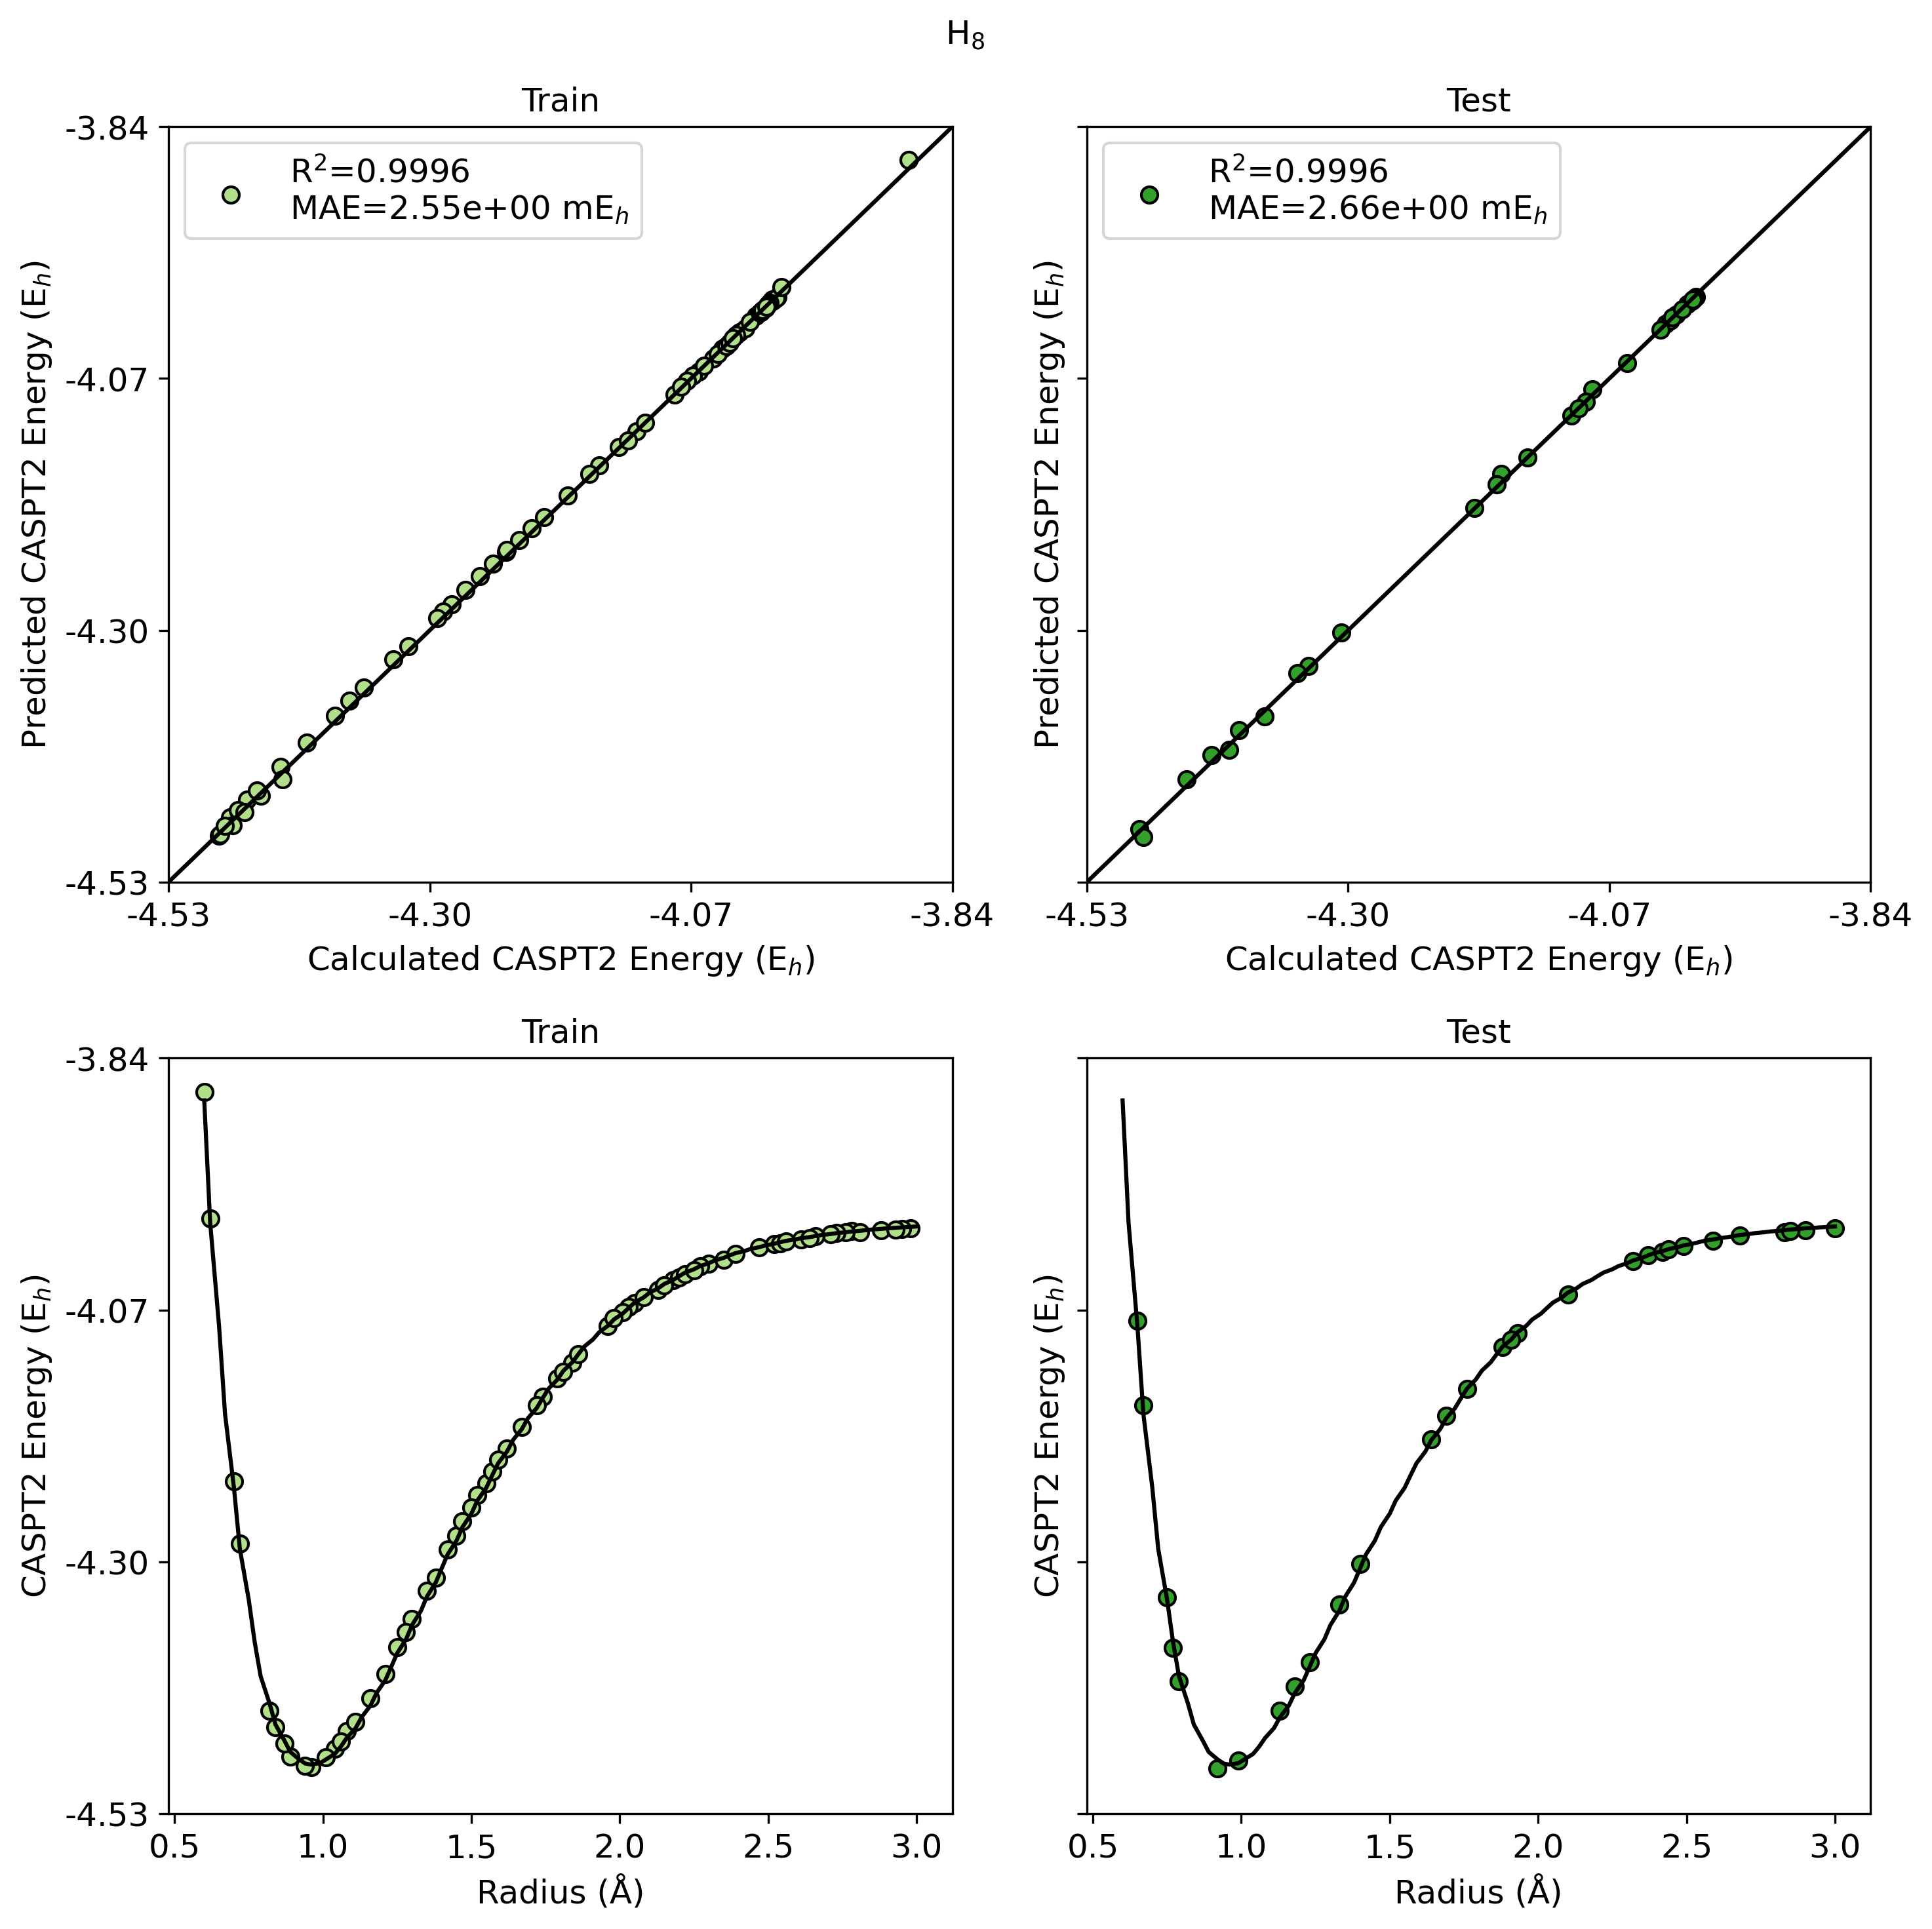 H₈
Train
Test
-3.84
-4.07
-4.30
-4.53
Predicted CASPT2 Energy (Eₕ)
R²=0.9996
MAE=2.55e+00 mEₕ
-4.53 -4.30 -4.07 -3.84
Calculated CASPT2 Energy (Eₕ)
Predicted CASPT2 Energy (Eₕ)
R²=0.9996
MAE=2.66e+00 mEₕ
-4.53 -4.30 -4.07 -3.84
Calculated CASPT2 Energy (Eₕ)
Train
Test
-3.84
-4.07
-4.30
-4.53
CASPT2 Energy (Eₕ)
0.5 1.0 1.5 2.0 2.5 3.0
Radius (Å)
CASPT2 Energy (Eₕ)
0.5 1.0 1.5 2.0 2.5 3.0
Radius (Å)